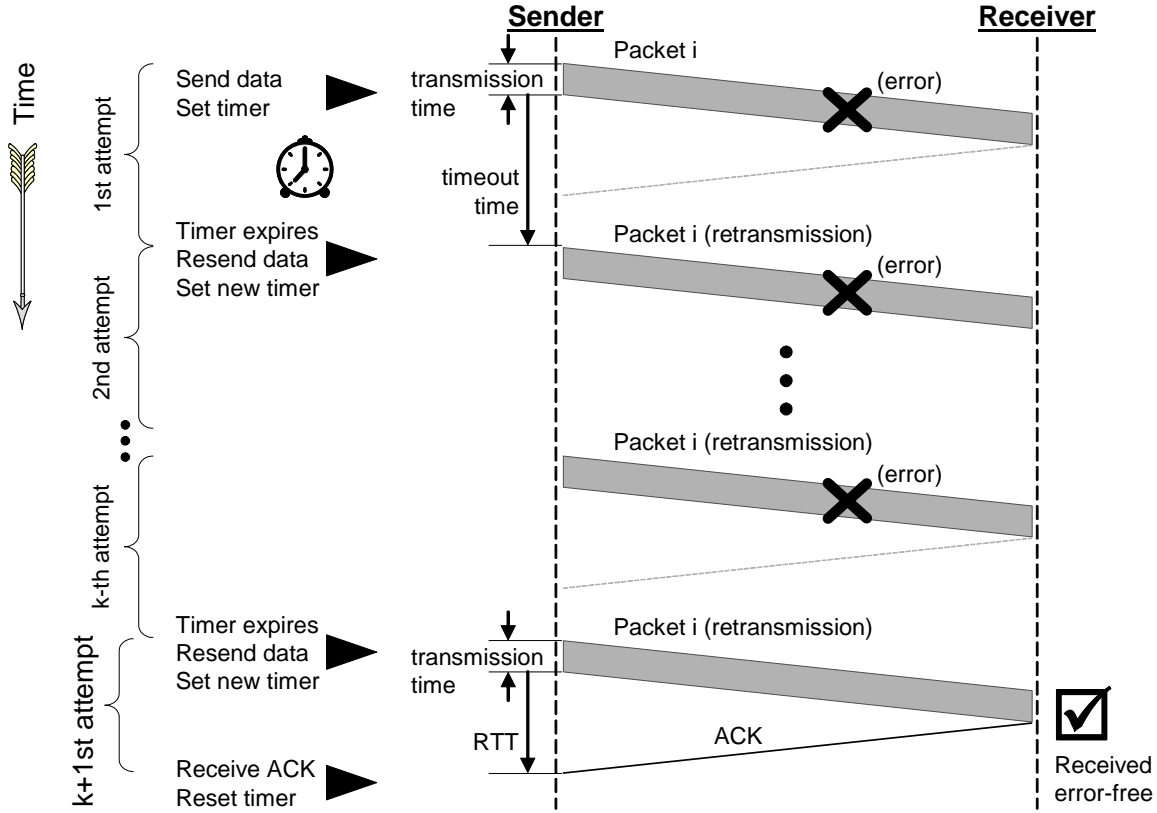 Sender
Receiver
Time
1st attempt
Send data
Set timer
transmission
time
Packet i
(error)
timeout
time
2nd attempt
Timer expires
Resend data
Set new timer
Packet i (retransmission)
(error)
k-th attempt
Packet i (retransmission)
(error)
k+1st attempt
Timer expires
Resend data
Set new timer
transmission
time
Packet i (retransmission)
RTT
ACK
Receive ACK
Reset timer
Received
error-free